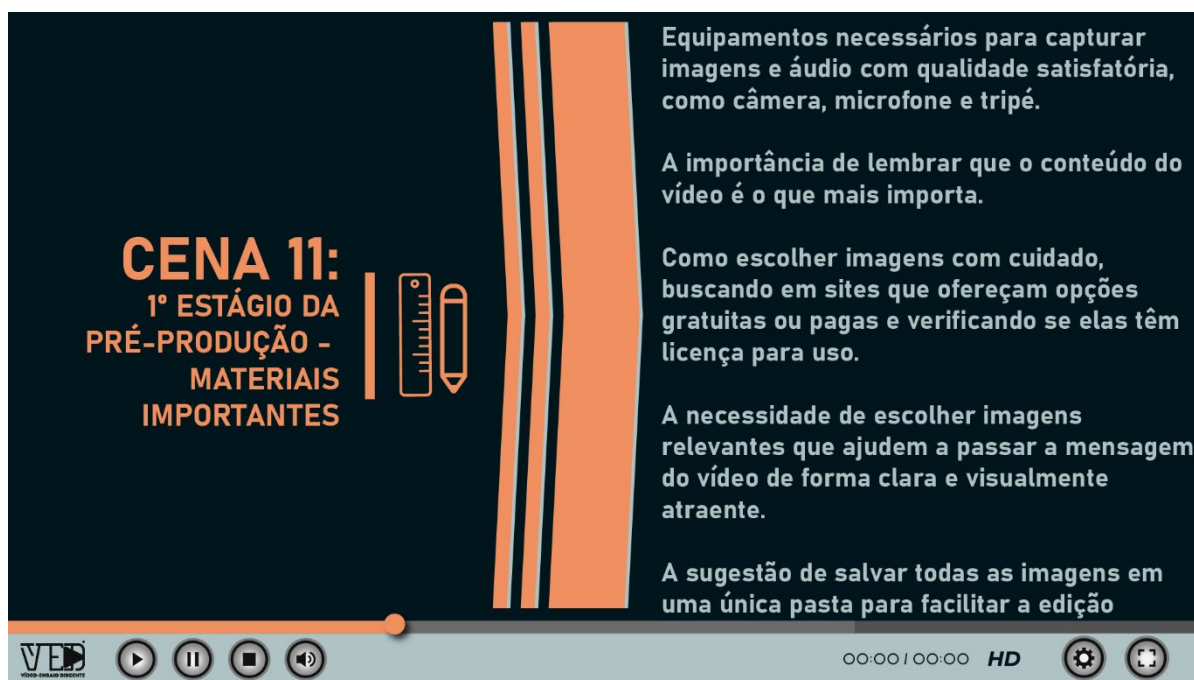 CENA 11:
1º ESTÁGIO DA
PRÉ-PRODUÇÃO -
MATERIAIS
IMPORTANTES
Equipamentos necessários para capturar
imagens e áudio com qualidade satisfatória,
como câmera, microfone e tripé.
A importância de lembrar que o conteúdo do
vídeo é o que mais importa.
Como escolher imagens com cuidado,
buscando em sites que ofereçam opções
gratuitas ou pagas e verificando se elas têm
licença para uso.
A necessidade de escolher imagens
relevantes que ajudem a passar a mensagem
do vídeo de forma clara e visualmente
atraente.
A sugestão de salvar todas as imagens em
uma única pasta para facilitar a edição
VED
VÍDEO-ENSAIO DISCENTE
00:00 / 00:00 HD